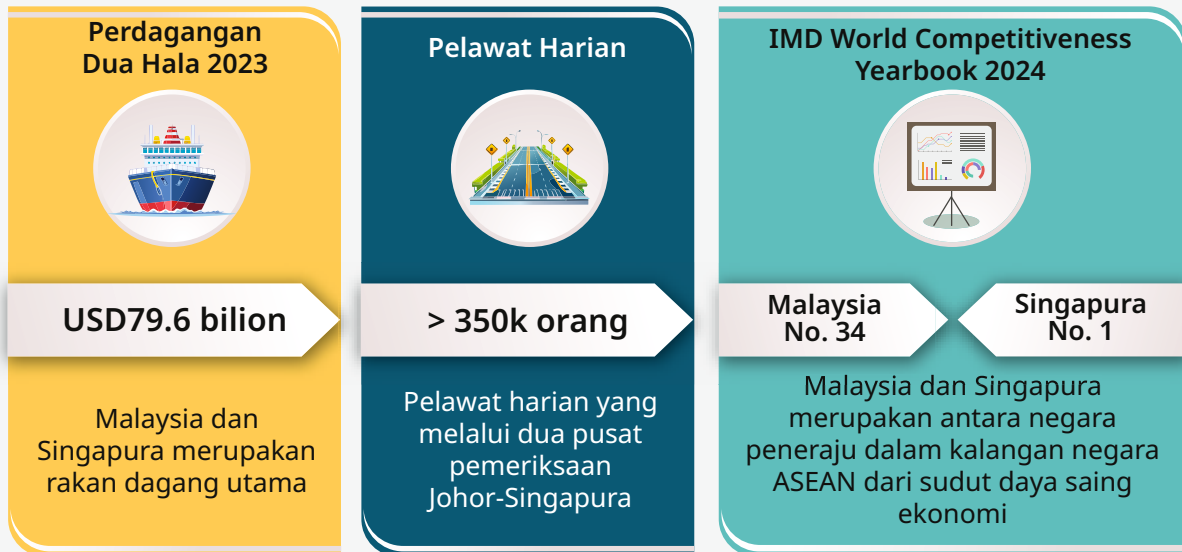 Perdagangan
Dua Hala 2023
USD79.6 bilion
Malaysia dan
Singapura merupakan
rakan dagang utama
Pelawat Harian
> 350k orang
Pelawat harian yang
melalui dua pusat
pemeriksaan
Johor-Singapura
IMD World Competitiveness
Yearbook 2024
Malaysia
No. 34
Singapura
No. 1
Malaysia dan Singapura
merupakan antara negara
peneraju dalam kalangan negara
ASEAN dari sudut daya saing
ekonomi